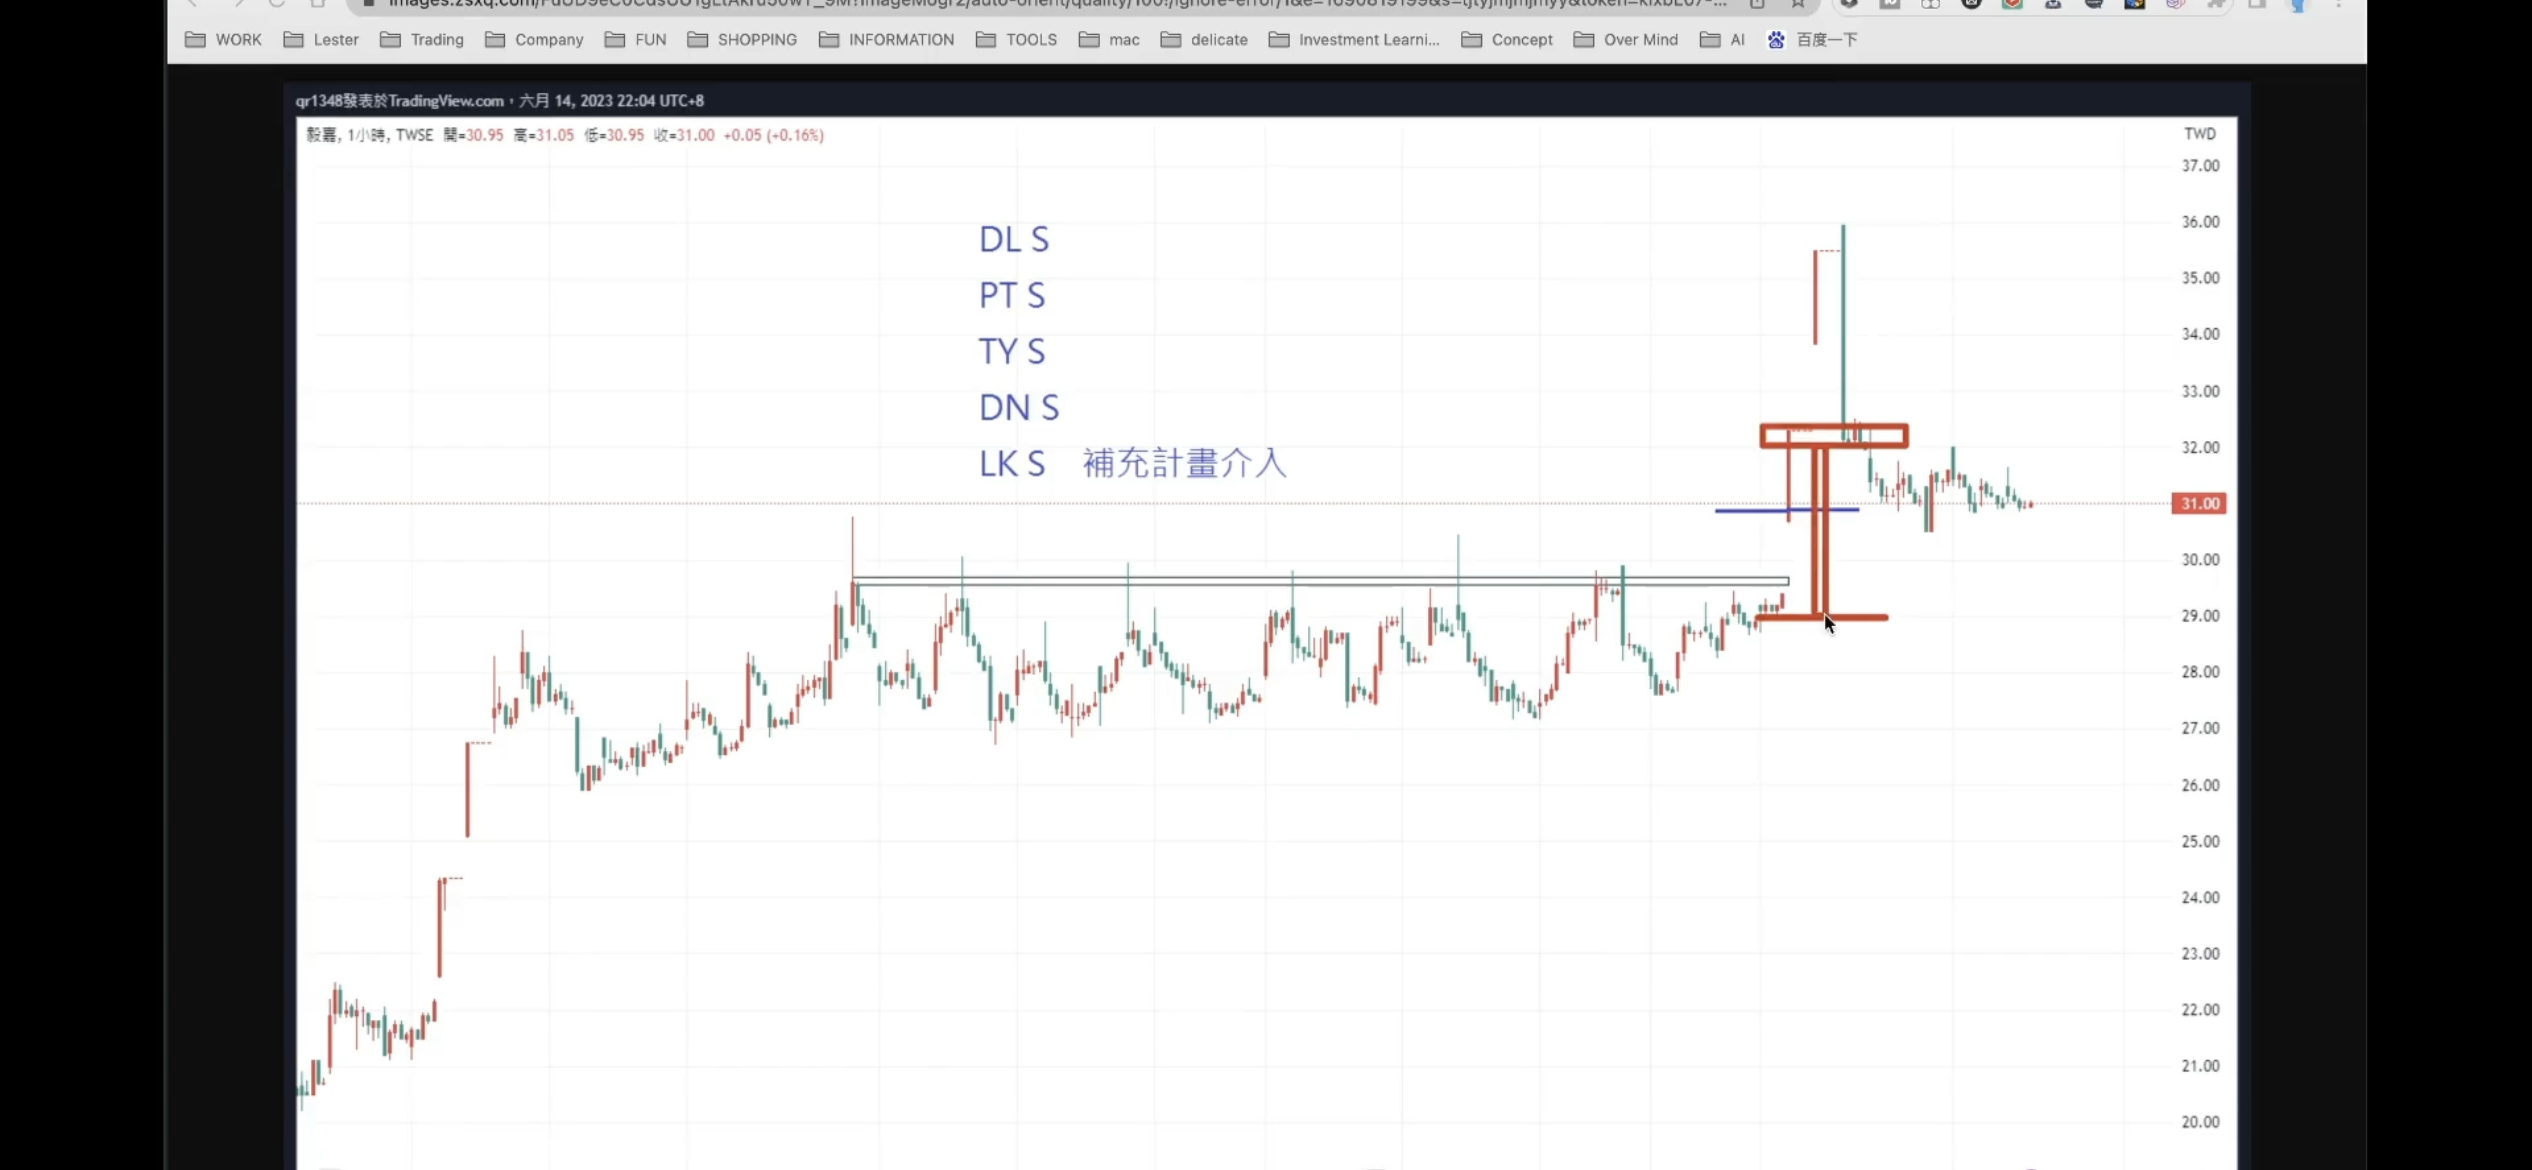 WORK Lester Trading Company FUN SHOPPING INFORMATION TOOLS mac delicate Investment Learni... Concept Over Mind AI 百度一下
qr1348發表於TradingView.com，六月 14, 2023 22:04 UTC+8
毅嘉, 1小時, TWSE 開=30.95 高=31.05 低=30.95 收=31.00 +0.05 (+0.16%)
TWD
37.00
36.00
DL S
35.00
PT S
34.00
TY S
33.00
DN S
32.00
LK S 補充計畫介入
31.00
30.00
29.00
28.00
27.00
26.00
25.00
24.00
23.00
22.00
21.00
20.00